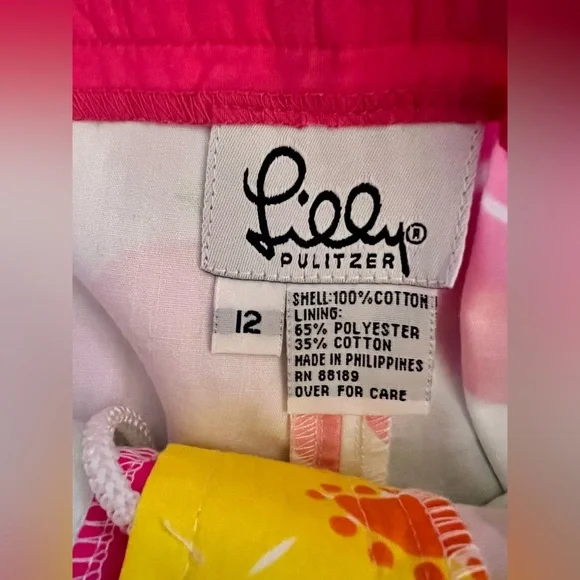 Lilly®
PULITZER
12
SHELL:100%COTTON
LINING:
65% POLYESTER
35% COTTON
MADE IN PHILIPPINES
RN 88189
OVER FOR CARE